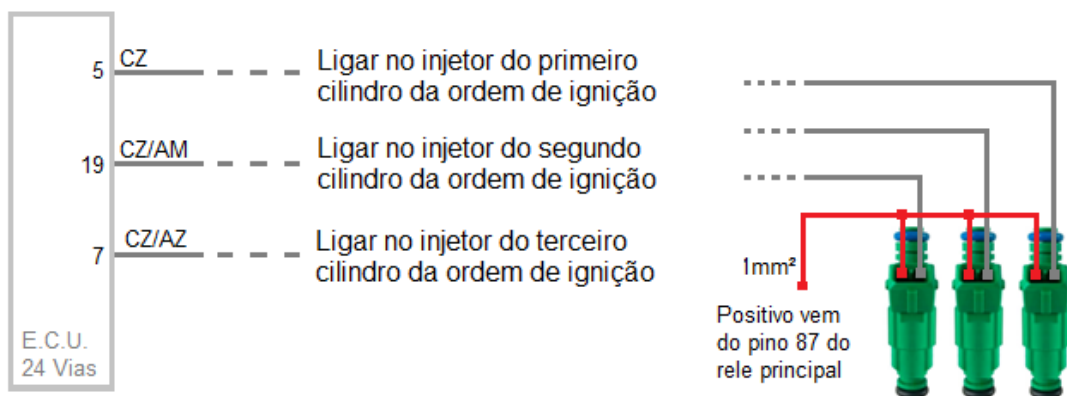 5 CZ
Ligar no injetor do primeiro
cilindro da ordem de ignição
19 CZ/AM
Ligar no injetor do segundo
cilindro da ordem de ignição
7 CZ/AZ
Ligar no injetor do terceiro
cilindro da ordem de ignição
E.C.U.
24 Vias
1mm²
Positivo vem
do pino 87 do
rele principal